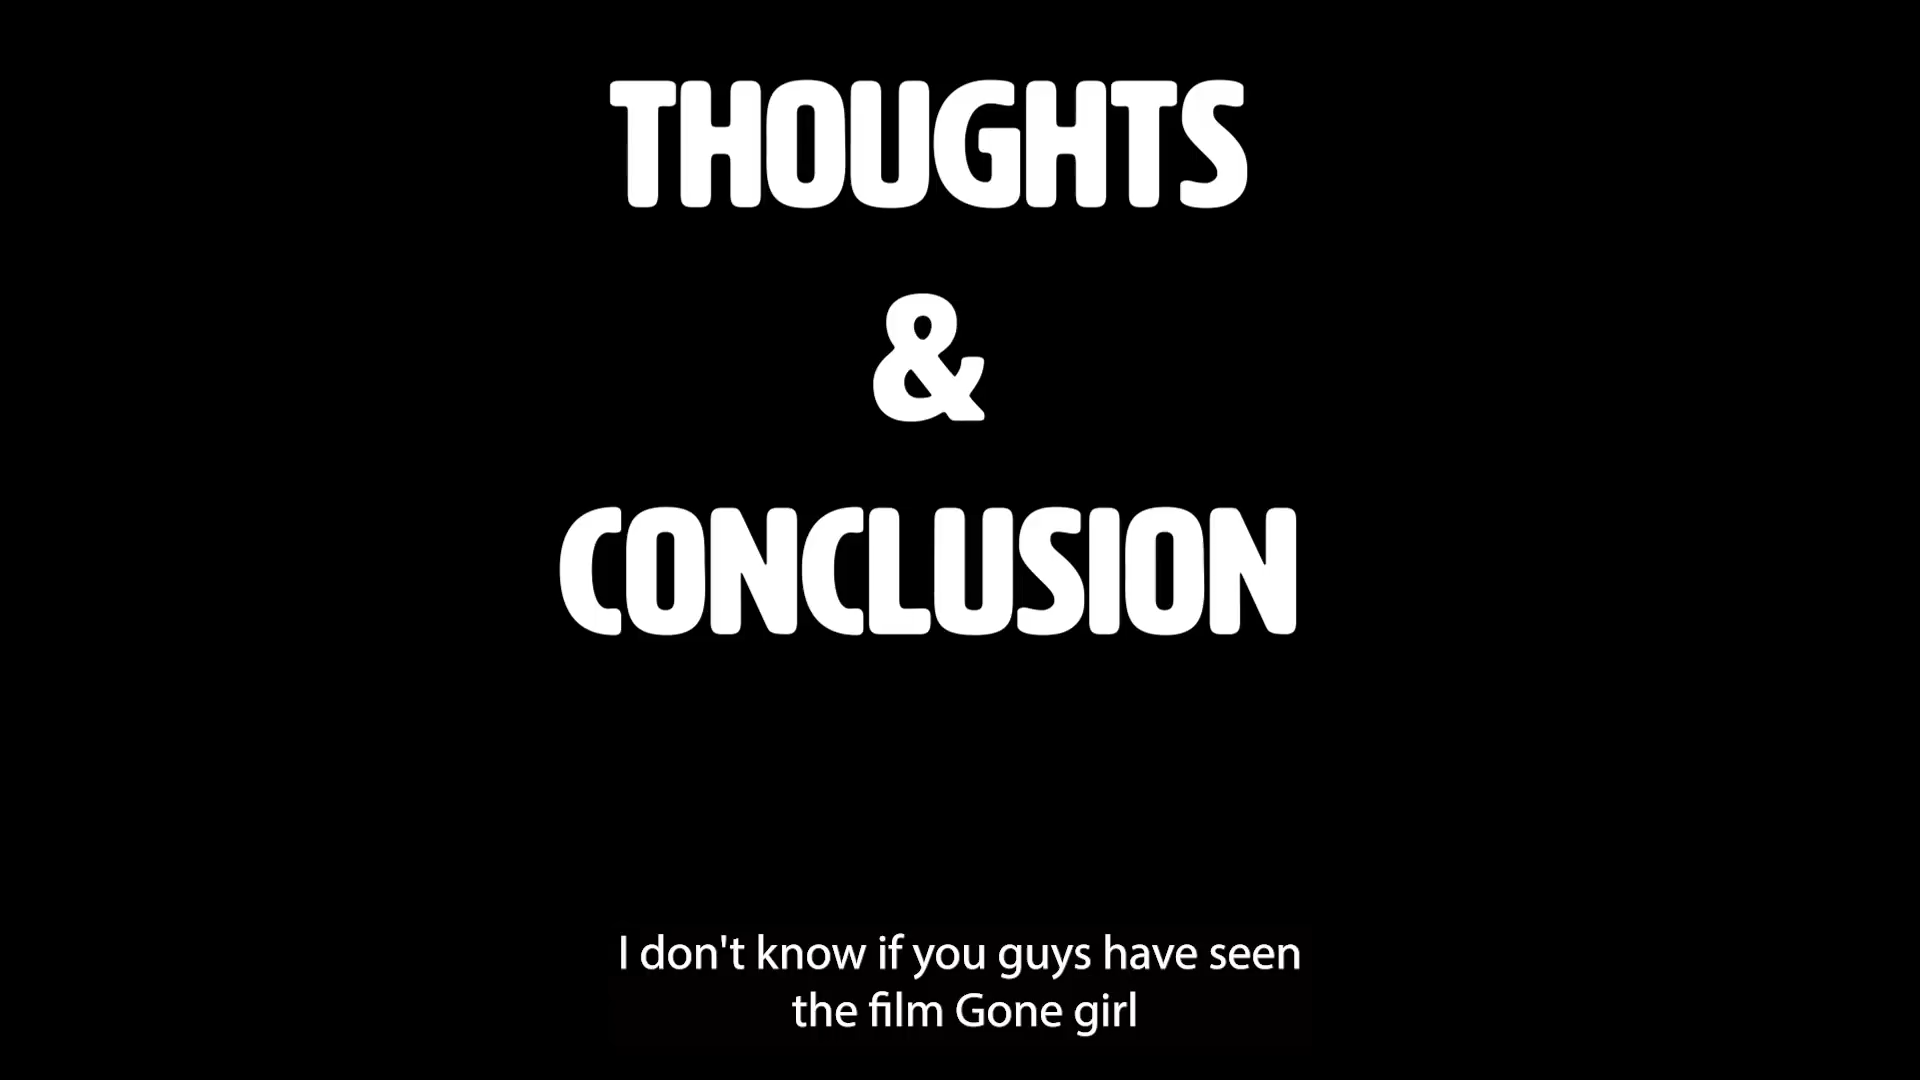 THOUGHTS
&
CONCLUSION
I don't know if you guys have seen
the film Gone girl